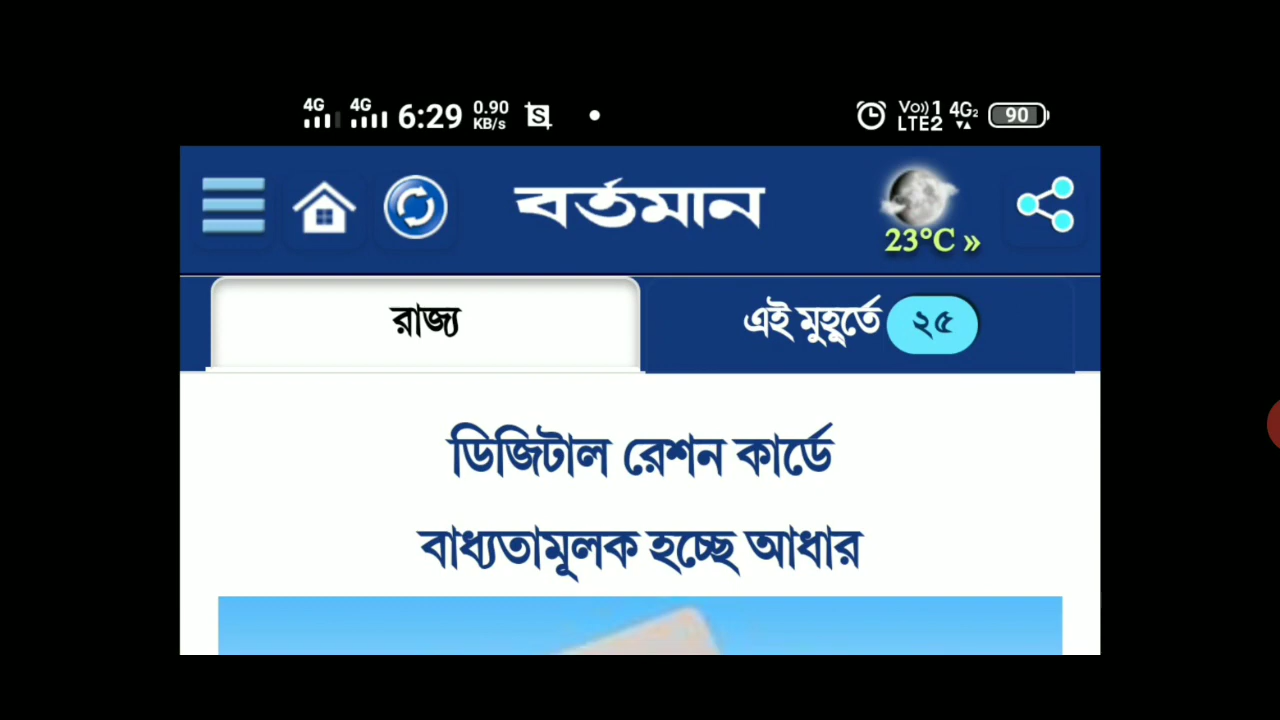 4G 4G 6:29 0.90 KB/s S Vo)) 1 LTE2 4G2 90
বর্তমান
23°C »
রাজ্য এই মুহূর্তে ২৫
ডিজিটাল রেশন কার্ডে
বাধ্যতামূলক হচ্ছে আধার